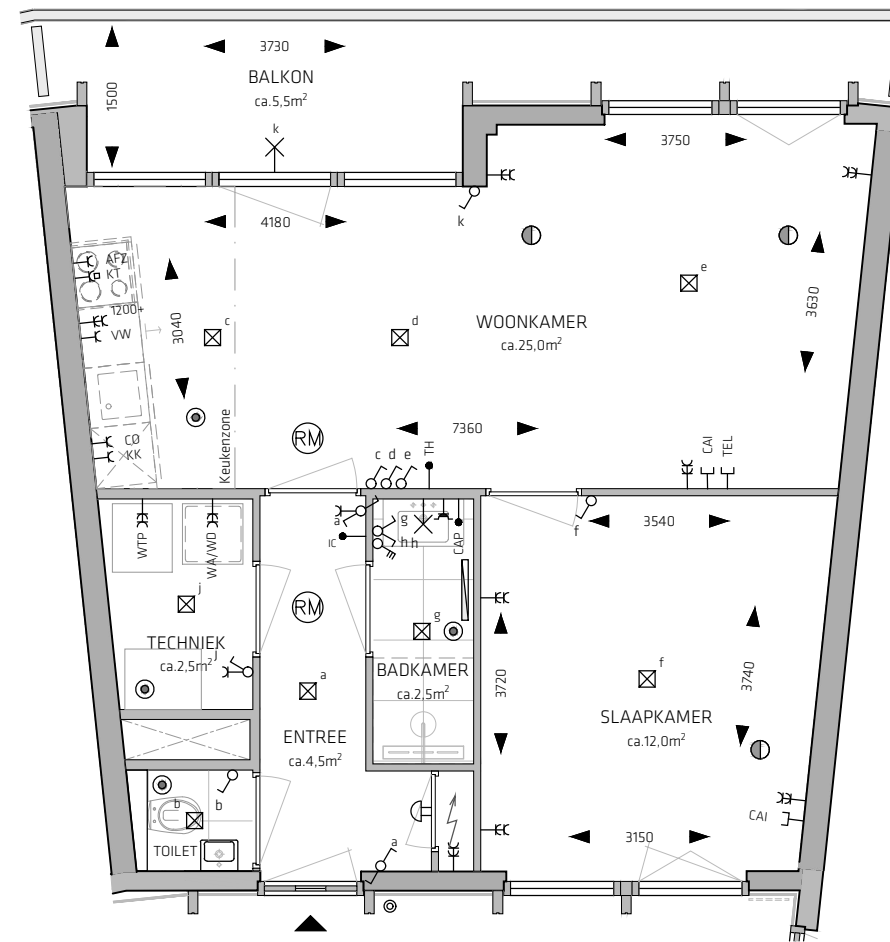 3730
BALKON
ca.5,5m²
1500
k
3750
4180
k
AFZ
KT
1200+
VW
3040
c
d
e
WOONKAMER
ca.25,0m²
3630
Keukenzone
CØ
KK
RM
7360
c d e
TH
CAI
TEL
a
g
h h
IC
CAP
f
3540
WTP
WA/WD
j
RM
g
TECHNIEK
ca.2,5m²
j
BADKAMER
ca.2,5m²
a
3720
f
3740
ENTREE
ca.4,5m²
SLAAPKAMER
ca.12,0m²
b
b
TOILET
a
CAI
3150